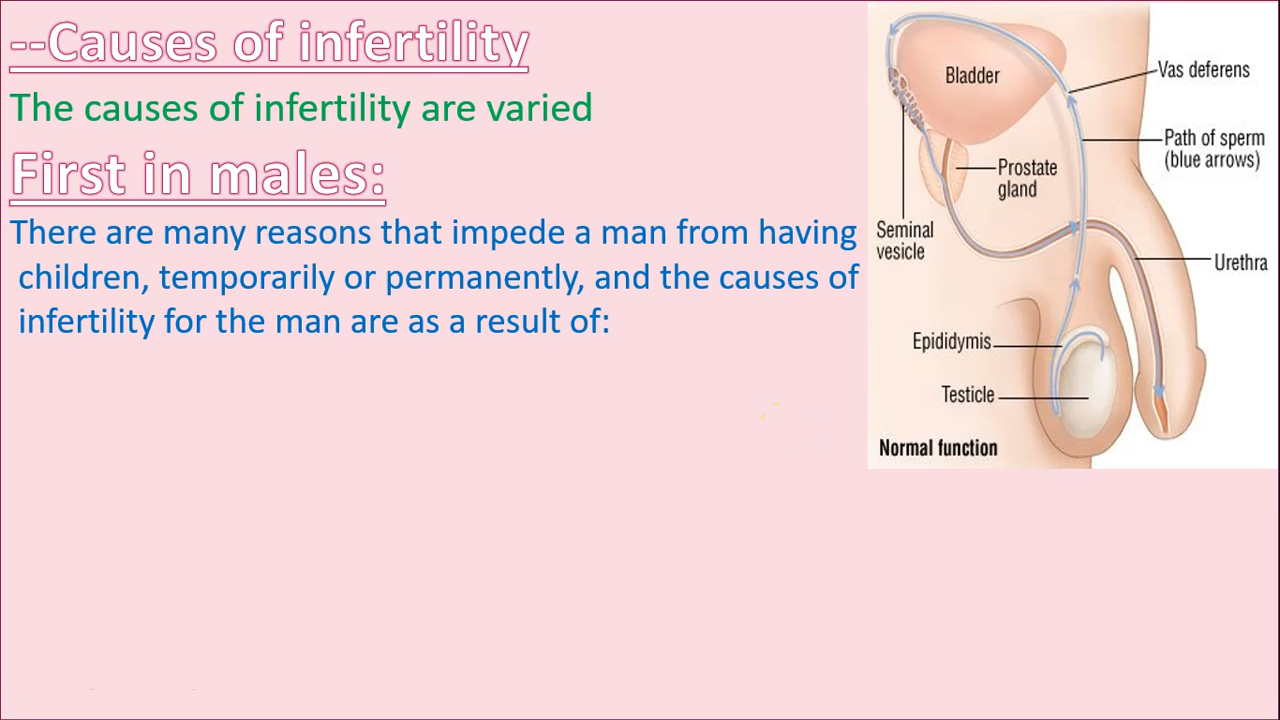 --Causes of infertility
The causes of infertility are varied
First in males:
There are many reasons that impede a man from having
children, temporarily or permanently, and the causes of
infertility for the man are as a result of:
Bladder
Vas deferens
Path of sperm
(blue arrows)
Prostate
gland
Seminal
vesicle
Urethra
Epididymis
Testicle
Normal function